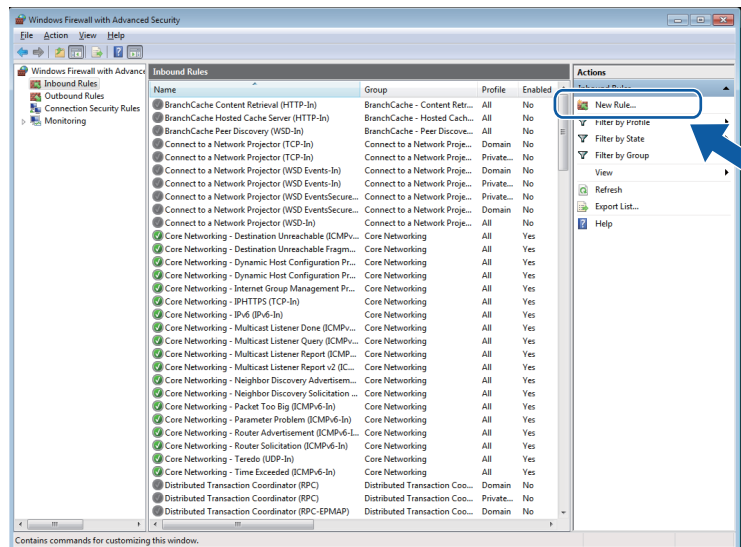 Windows Firewall with Advanced Security
File Action View Help
Windows Firewall with Advance
Inbound Rules
Outbound Rules
Connection Security Rules
Monitoring
Inbound Rules
Name Group Profile Enabled
BranchCache Content Retrieval (HTTP-In) BranchCache - Content Retr... All No
BranchCache Hosted Cache Server (HTTP-In) BranchCache - Hosted Cach... All No
BranchCache Peer Discovery (WSD-In) BranchCache - Peer Discove... All No
Connect to a Network Projector (TCP-In) Connect to a Network Proje... Domain No
Connect to a Network Projector (TCP-In) Connect to a Network Proje... Private... No
Connect to a Network Projector (WSD Events-In) Connect to a Network Proje... Domain No
Connect to a Network Projector (WSD Events-In) Connect to a Network Proje... Private... No
Connect to a Network Projector (WSD EventsSecure... Connect to a Network Proje... Private... No
Connect to a Network Projector (WSD EventsSecure... Connect to a Network Proje... Domain No
Connect to a Network Projector (WSD-In) Connect to a Network Proje... All No
Core Networking - Destination Unreachable (ICMPv... Core Networking All Yes
Core Networking - Destination Unreachable Fragm... Core Networking All Yes
Core Networking - Dynamic Host Configuration Pr... Core Networking All Yes
Core Networking - Dynamic Host Configuration Pr... Core Networking All Yes
Core Networking - Internet Group Management Pr... Core Networking All Yes
Core Networking - IPHTTPS (TCP-In) Core Networking All Yes
Core Networking - IPv6 (IPv6-In) Core Networking All Yes
Core Networking - Multicast Listener Done (ICMPv... Core Networking All Yes
Core Networking - Multicast Listener Query (ICMPv... Core Networking All Yes
Core Networking - Multicast Listener Report (ICMP... Core Networking All Yes
Core Networking - Multicast Listener Report v2 (IC... Core Networking All Yes
Core Networking - Neighbor Discovery Advertisem... Core Networking All Yes
Core Networking - Neighbor Discovery Solicitation ... Core Networking All Yes
Core Networking - Packet Too Big (ICMPv6-In) Core Networking All Yes
Core Networking - Parameter Problem (ICMPv6-In) Core Networking All Yes
Core Networking - Router Advertisement (ICMPv6-I... Core Networking All Yes
Core Networking - Router Solicitation (ICMPv6-In) Core Networking All Yes
Core Networking - Teredo (UDP-In) Core Networking All Yes
Core Networking - Time Exceeded (ICMPv6-In) Core Networking All Yes
Distributed Transaction Coordinator (RPC) Distributed Transaction Coo... Domain No
Distributed Transaction Coordinator (RPC) Distributed Transaction Coo... Private... No
Distributed Transaction Coordinator (RPC-EPMAP) Distributed Transaction Coo... Domain No
Actions
Inbound Rules
New Rule...
Filter by Profile
Filter by State
Filter by Group
View
Refresh
Export List...
Help
Contains commands for customizing this window.